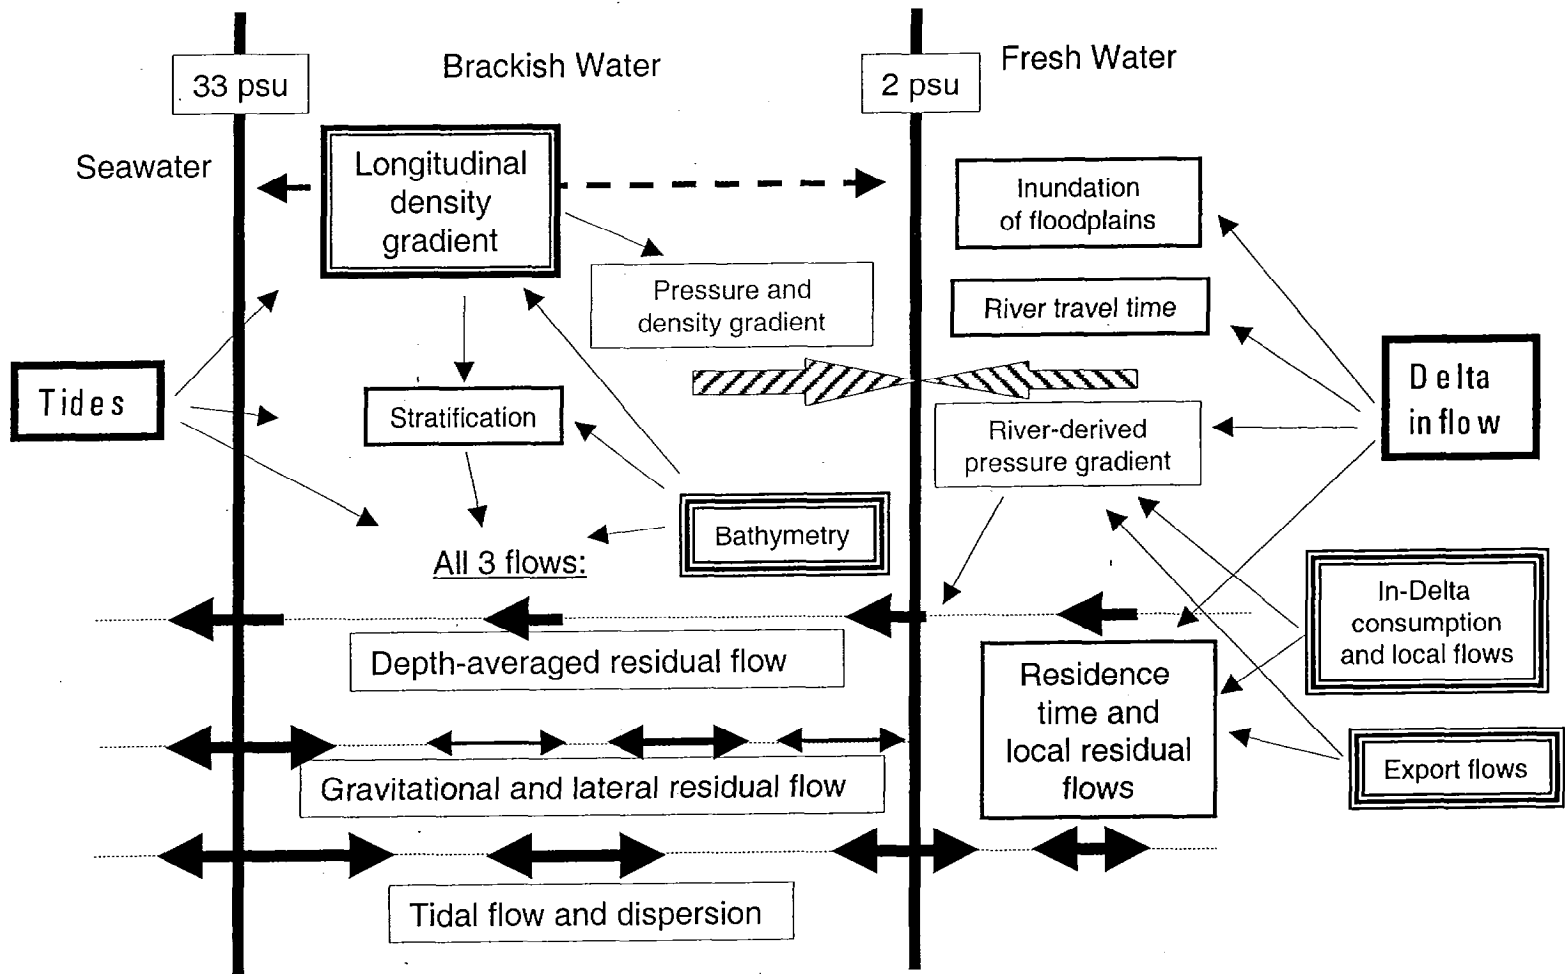 33 psu
Brackish Water
2 psu
Fresh Water
Seawater
Longitudinal
density
gradient
Inundation
of floodplains
Pressure and
density gradient
River travel time
Tides
Stratification
Delta
inflow
River-derived
pressure gradient
Bathymetry
All 3 flows:
In-Delta
consumption
and local flows
Depth-averaged residual flow
Residence
time and
local residual
flows
Gravitational and lateral residual flow
Export flows
Tidal flow and dispersion